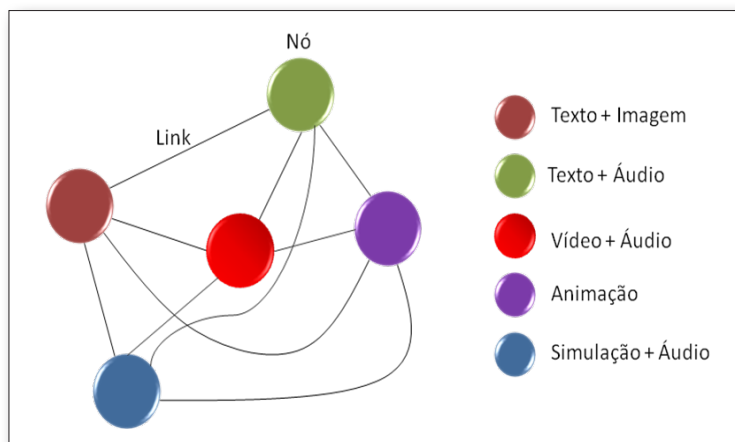 Nó
Link
Texto + Imagem
Texto + Áudio
Vídeo + Áudio
Animação
Simulação + Áudio